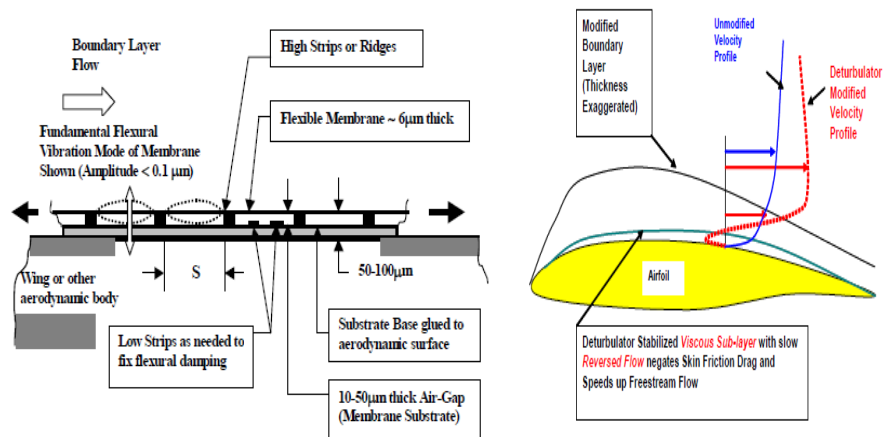 Boundary Layer
Flow
Fundamental Flexural
Vibration Mode of Membrane
Shown (Amplitude < 0.1 µm)
High Strips or Ridges
Flexible Membrane ~ 6µm thick
S
50-100µm
Wing or other
aerodynamic body
Low Strips as needed to
fix flexural damping
Substrate Base glued to
aerodynamic surface
10-50µm thick Air-Gap
(Membrane Substrate)
Modified
Boundary
Layer
(Thickness
Exaggerated)
Unmodified
Velocity
Profile
Deturbulator
Modified
Velocity
Profile
Airfoil
Deturbulator Stabilized Viscous Sub-layer with slow
Reversed Flow negates Skin Friction Drag and
Speeds up Freestream Flow